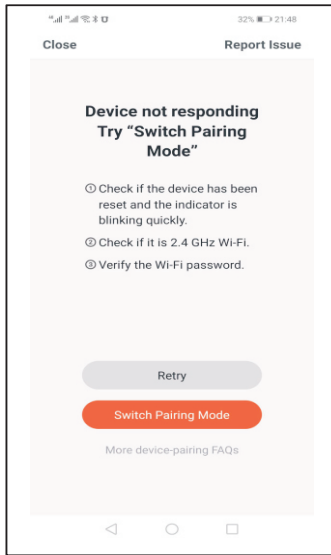 32% 21:48
Close Report Issue
Device not responding
Try “Switch Pairing
Mode”
① Check if the device has been
reset and the indicator is
blinking quickly.
② Check if it is 2.4 GHz Wi-Fi.
③ Verify the Wi-Fi password.
Retry
Switch Pairing Mode
More device-pairing FAQs